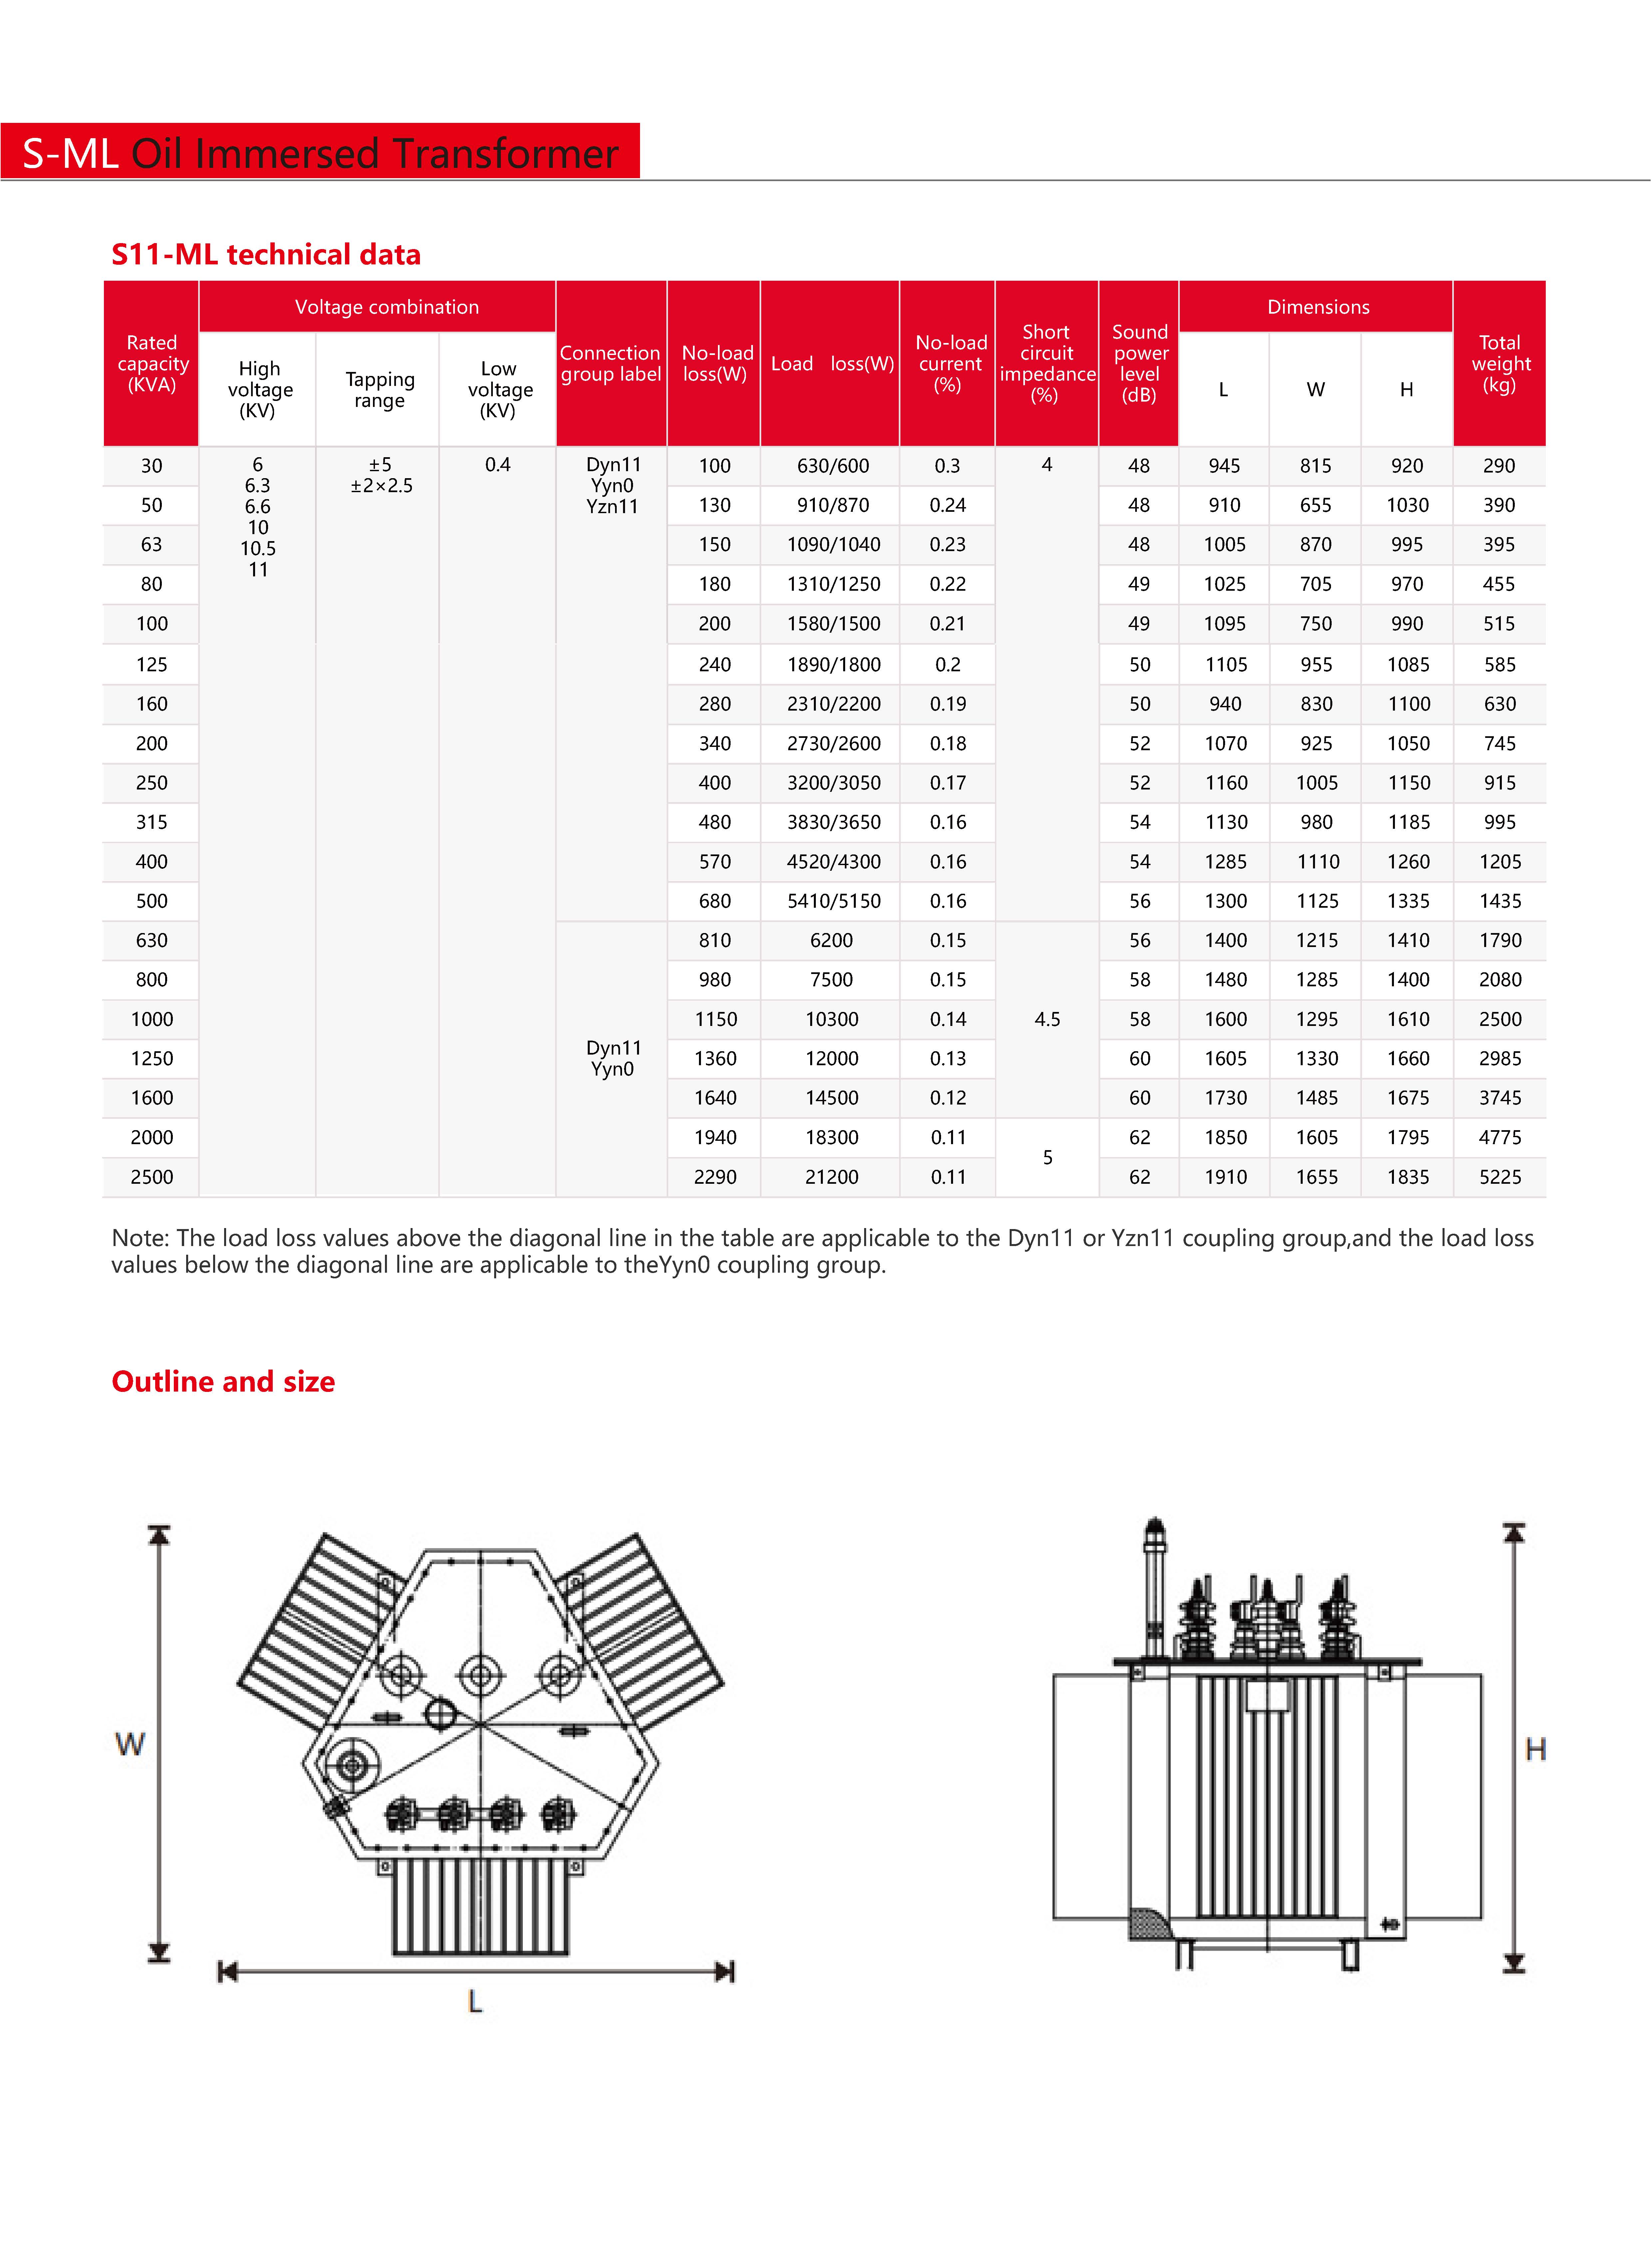 S-ML Oil Immersed Transformer
S11-ML technical data
Rated capacity (KVA) Voltage combination Connection group label No-load loss(W) Load loss(W) No-load current (%) Short circuit impedance (%) Sound power level (dB) Dimensions Total weight (kg)
High voltage (KV) Tapping range Low voltage (KV) L W H
30 6 ±5 0.4 Dyn11 100 630/600 0.3 4 48 945 815 920 290
6.3 ±2×2.5 Yyn0
50 6.6 Yzn11 130 910/870 0.24 48 910 655 1030 390
10
63 10.5 150 1090/1040 0.23 48 1005 870 995 395
11
80 180 1310/1250 0.22 49 1025 705 970 455
100 200 1580/1500 0.21 49 1095 750 990 515
125 240 1890/1800 0.2 50 1105 955 1085 585
160 280 2310/2200 0.19 50 940 830 1100 630
200 340 2730/2600 0.18 52 1070 925 1050 745
250 400 3200/3050 0.17 52 1160 1005 1150 915
315 480 3830/3650 0.16 54 1130 980 1185 995
400 570 4520/4300 0.16 54 1285 1110 1260 1205
500 680 5410/5150 0.16 56 1300 1125 1335 1435
630 810 6200 0.15 56 1400 1215 1410 1790
800 980 7500 0.15 58 1480 1285 1400 2080
1000 1150 10300 0.14 4.5 58 1600 1295 1610 2500
1250 Dyn11 Yyn0 1360 12000 0.13 60 1605 1330 1660 2985
1600 1640 14500 0.12 60 1730 1485 1675 3745
2000 1940 18300 0.11 5 62 1850 1605 1795 4775
2500 2290 21200 0.11 62 1910 1655 1835 5225
Note: The load loss values above the diagonal line in the table are applicable to the Dyn11 or Yzn11 coupling group,and the load loss
values below the diagonal line are applicable to theYyn0 coupling group.
Outline and size
W
H
L